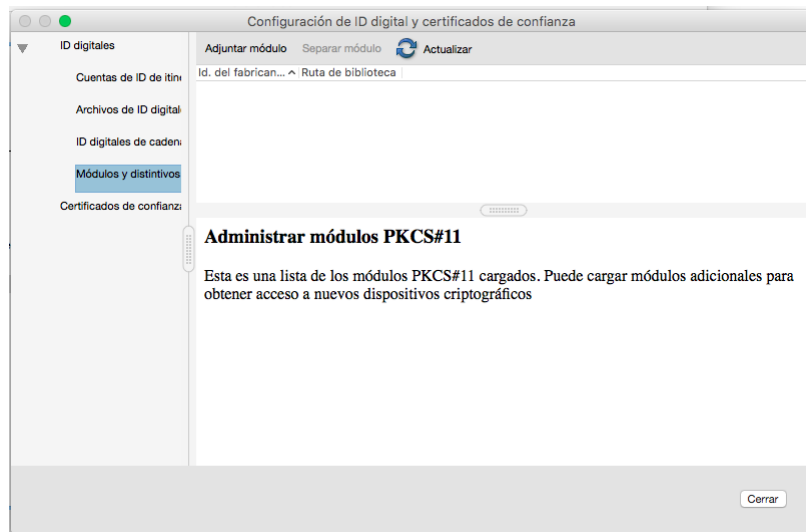 Configuración de ID digital y certificados de confianza
ID digitales
Cuentas de ID de itin
Archivos de ID digital
ID digitales de caden
Módulos y distintivos
Certificados de confianz
Adjuntar módulo Separar módulo Actualizar
Id. del fabrican... Ruta de biblioteca
Administrar módulos PKCS#11
Esta es una lista de los módulos PKCS#11 cargados. Puede cargar módulos adicionales para
obtener acceso a nuevos dispositivos criptográficos
Cerrar